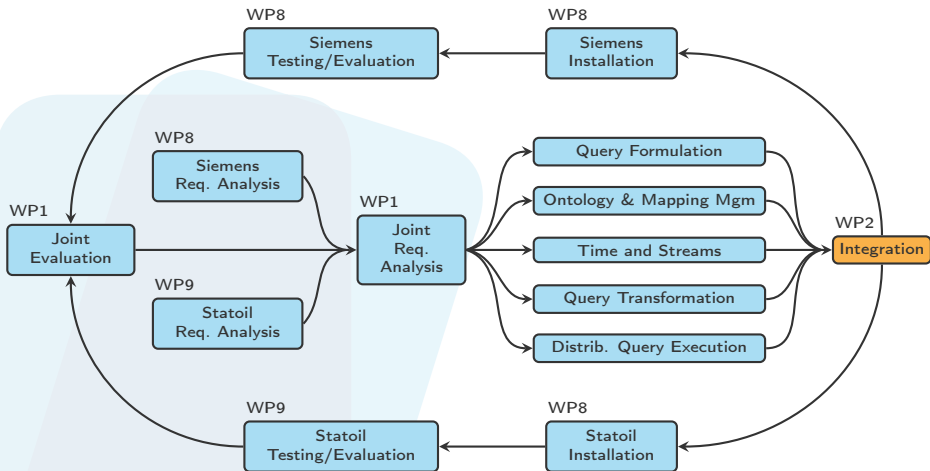 WP8
Siemens
Testing/Evaluation
WP8
Siemens
Installation
WP8
Siemens
Req. Analysis
WP1
Joint
Evaluation
WP9
Statoil
Req. Analysis
WP1
Joint
Req.
Analysis
Query Formulation
Ontology & Mapping Mgm
Time and Streams
Query Transformation
Distrib. Query Execution
WP2
Integration
WP9
Statoil
Testing/Evaluation
WP8
Statoil
Installation